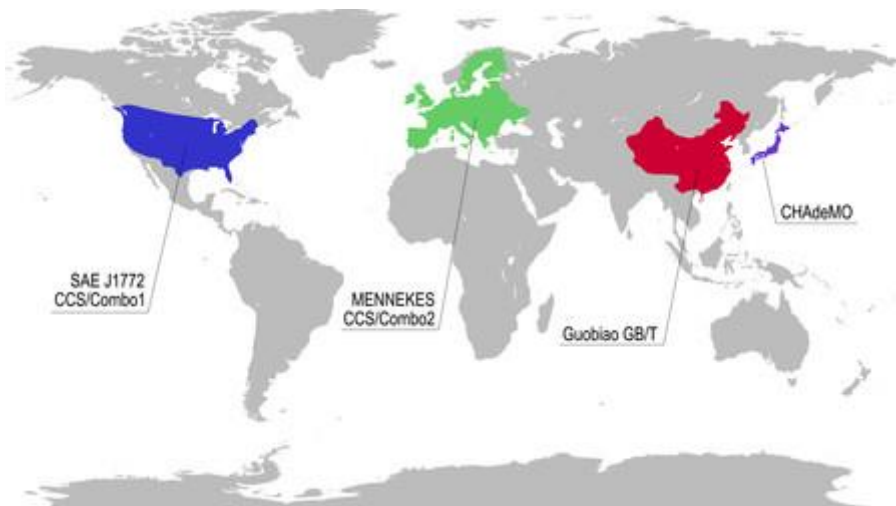 SAE J1772
CCS/Combo1
MENNEKES
CCS/Combo2
Guobiao GB/T
CHAdeMO